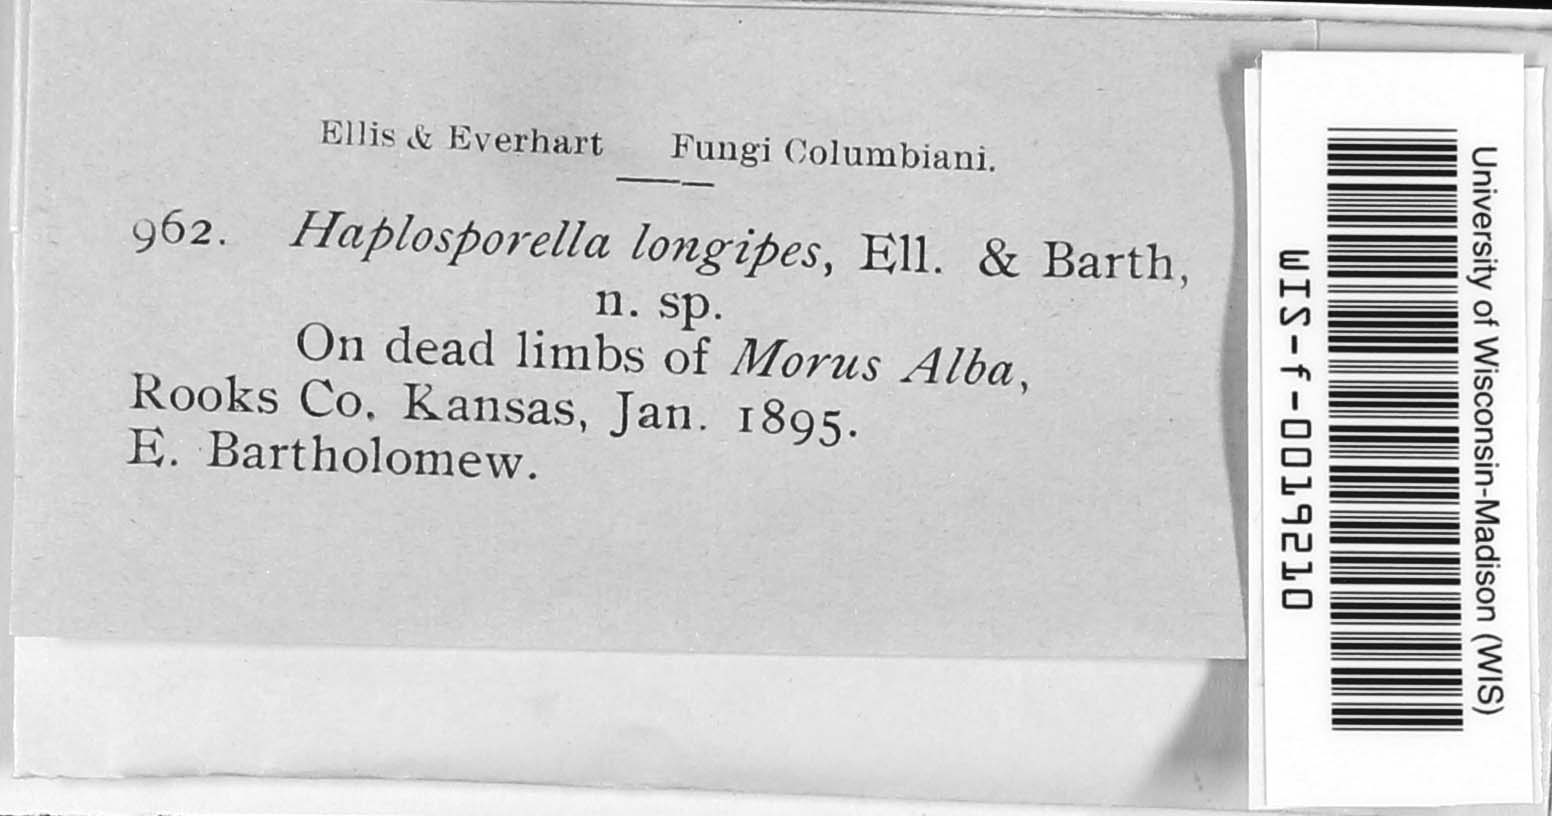 Ellis & Everhart Fungi Columbiani.
962. Haplosporella longipes, Ell. & Barth,
n. sp.
On dead limbs of Morus Alba,
Rooks Co. Kansas, Jan. 1895.
E. Bartholomew.
University of Wisconsin-Madison (WIS)
WIS-f-0019210